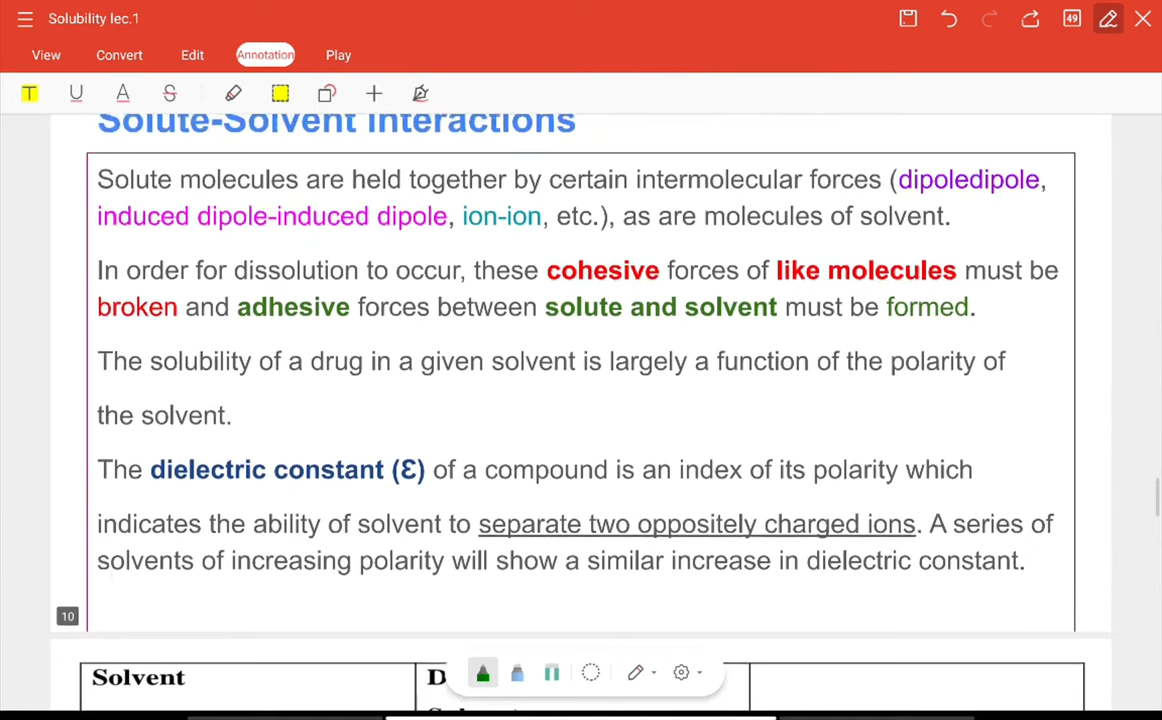 Solubility lec.1
49
View Convert Edit Annotation Play
T U A S
Solute-Solvent Interactions
Solute molecules are held together by certain intermolecular forces (dipoledipole,
induced dipole-induced dipole, ion-ion, etc.), as are molecules of solvent.
In order for dissolution to occur, these cohesive forces of like molecules must be
broken and adhesive forces between solute and solvent must be formed.
The solubility of a drug in a given solvent is largely a function of the polarity of
the solvent.
The dielectric constant (Ɛ) of a compound is an index of its polarity which
indicates the ability of solvent to separate two oppositely charged ions. A series of
solvents of increasing polarity will show a similar increase in dielectric constant.
10
Solvent